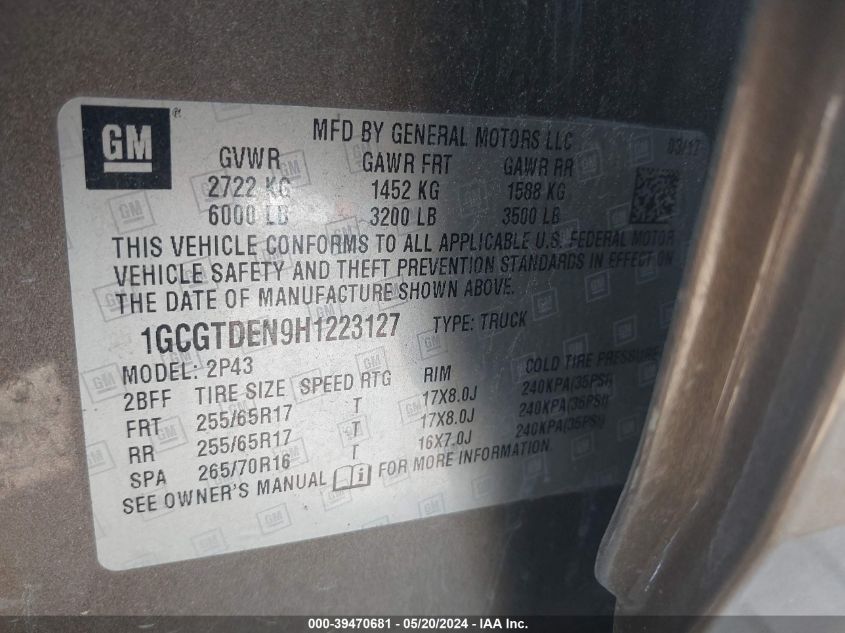 GM ®
MFD BY GENERAL MOTORS LLC 03/17
GVWR GAWR FRT GAWR RR
2722 KG 1452 KG 1588 KG
6000 LB 3200 LB 3500 LB
THIS VEHICLE CONFORMS TO ALL APPLICABLE U.S. FEDERAL MOTOR
VEHICLE SAFETY AND THEFT PREVENTION STANDARDS IN EFFECT ON
THE DATE OF MANUFACTURE SHOWN ABOVE.
1GCGTDEN9H1223127 TYPE: TRUCK
MODEL: 2P43
2BFF TIRE SIZE SPEED RTG RIM COLD TIRE PRESSURE
FRT 255/65R17 T 17X8.0J 240KPA(35PSI)
RR 255/65R17 T 17X8.0J 240KPA(35PSI)
SPA 265/70R16 T 16X7.0J 240KPA(35PSI)
SEE OWNER'S MANUAL FOR MORE INFORMATION.
000-39470681 - 05/20/2024 - IAA Inc.